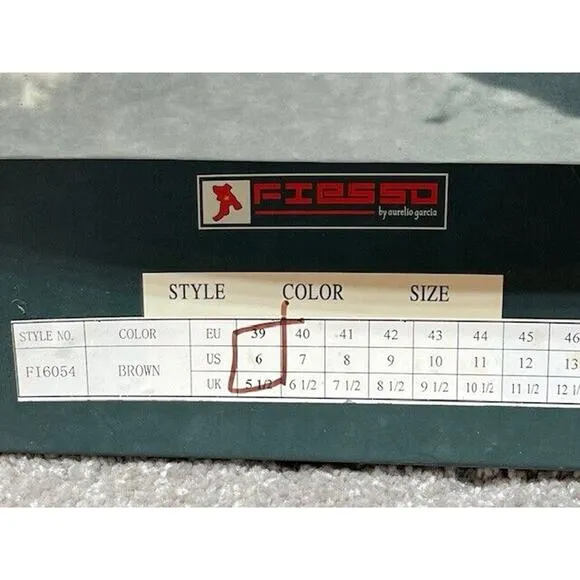 FIESSO
by aurelio garcia
STYLE COLOR SIZE
STYLE NO. COLOR EU 39 40 41 42 43 44 45 46
FI6054 BROWN US 6 7 8 9 10 11 12 13
UK 5 1/2 6 1/2 7 1/2 8 1/2 9 1/2 10 1/2 11 1/2 12 1/